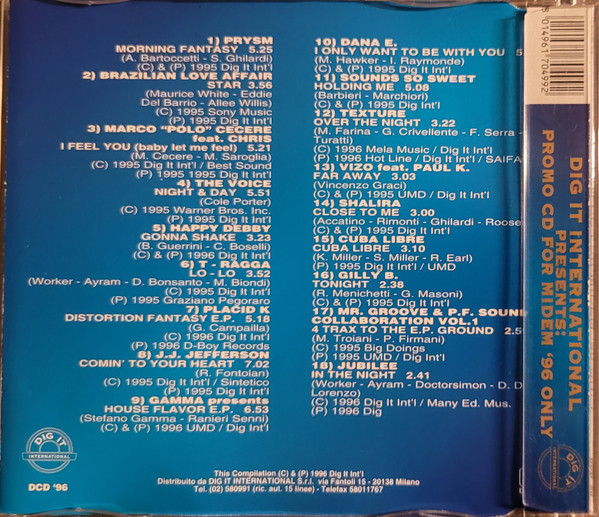 1) PRYSM
MORNING FANTASY 5.25
(A. Bartoccetti - S. Ghilardi)
(C) & (P) 1995 Dig It Int'l
2) BRAZILIAN LOVE AFFAIR
STAR 3.56
(Maurice White - Eddie
Del Barrio - Allee Willis)
(C) 1995 Sony Music
(P) 1995 Dig It Int'l
3) MARCO "POLO" CECERE
feat. CHRIS
I FEEL YOU (baby let me feel) 5.21
(M. Cecere - M. Saroglia)
(C) 1995 Dig It Int'l / Best Sound
(P) 1995 1995 Dig It Int'l
4) THE VOICE
NIGHT & DAY 5.51
(Cole Porter)
(C) 1995 Warner Bros. Inc.
(P) 1995 Dig It Int'l
5) HAPPY DEBBY
GONNA SHAKE 3.23
(B. Guerrini - C. Boselli)
(C) & (P) 1995 Dig It Int'l
6) T - RAGGA
LO - LO 3.52
(Worker - Ayram - D. Bonsanto - M. Biondi)
(C) 1995 Dig It Int'l
(P) 1995 Graziano Pegoraro
7) PLACID K
DISTORTION FANTASY E.P. 5.18
(G. Campailla)
(C) 1996 Dig It Int'l
(P) 1996 D-Boy Records
8) J.J. JEFFERSON
COMIN' TO YOUR HEART 7.02
(R. Fontolan)
(C) 1995 Dig It Int'l / Sintetico
(P) 1995 Dig It Int'l
9) GAMMA presents
HOUSE FLAVOR E.P. 6.53
(Stefano Gamma - Ranieri Senni)
(C) & (P) 1996 UMD / Dig Int'l
10) DANA E.
I ONLY WANT TO BE WITH YOU
(M. Hawker - I. Raymonde)
(C) & (P) 1995 Dig It Int'l
11) SOUNDS SO SWEET
HOLDING ME 5.08
(Barbieri - Marchiori)
(C) & (P) 1995 Dig It Int'l
12) TEXTURE
OVER THE NIGHT 3.22
(M. Farina - G. Crivellente - F. Serra -
Turatti)
(C) 1996 Mela Music / Dig It Int'l
(P) 1996 Hot Line / Dig It Int'l / SAIFA
13) VIZO feat. PAUL K.
FAR AWAY 3.03
(Vincenzo Graci)
(C) & (P) 1995 UMD / Dig It Int'l
14) SHALIRA
CLOSE TO ME 3.00
(Accatino - Rimonti - Ghilardi - Roose
(C) & (P) 1995 Dig It Int'l
15) CUBA LIBRE
CUBA LIBRE 3.10
(K. Miller - S. Miller - R. Earl)
(P) 1995 Dig It Int'l / UMD
16) GILLY B.
TONIGHT 2.38
(R. Menichetti - G. Masoni)
(C) & (P) 1995 Dig It Int'l
17) MR. GROOVE & P.F. SOUND
COLLABORATION VOL.1
4 TRAX TO THE E.P. GROUND
(M. Troiani - P. Firmani)
(C) 1995 Big Doings
(P) 1995 UMD / Dig Int'l
18) JUBILEE
IN THE NIGHT 2.41
(Worker - Ayram - Doctorsimon - D. D
Lorenzo)
(C) 1996 Dig It Int'l / Many Ed. Mus.
(P) 1996 Dig
DIG IT
INTERNATIONAL
DCD '96
This Compilation (C) & (P) 1996 Dig It Int'l
Distribuito da DIG IT INTERNATIONAL S.r.l. via Fantoli 15 - 20138 Milano
Tel. 02/ 580991 (ric. aut. 15 linee) - Telefax 58011767
DIG IT INTERNATIONAL
PRESENTS:
PROMO CD FOR MIDEM '96 ONLY
DIG IT
INTERNATIONAL